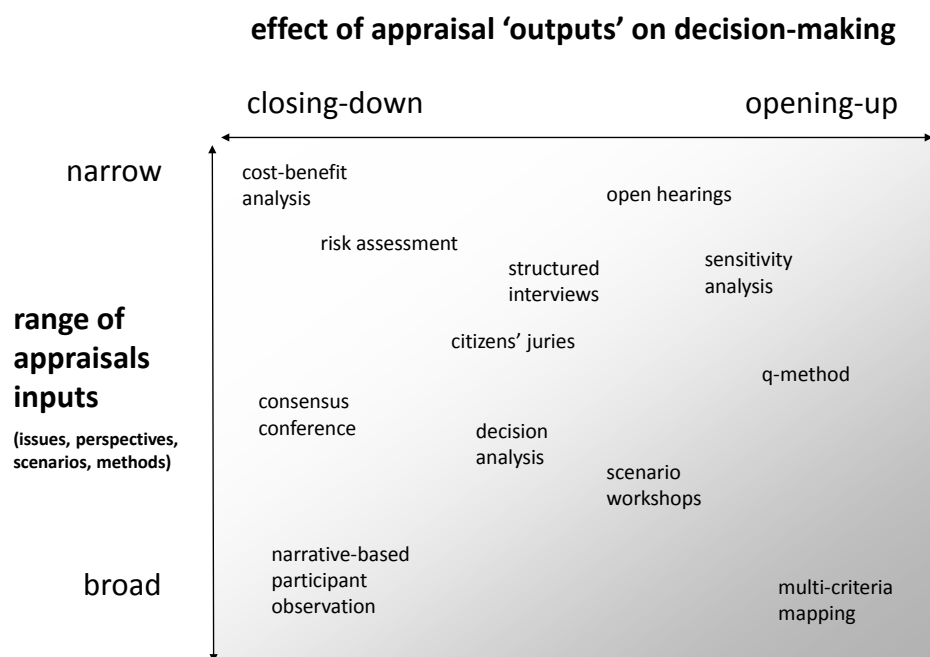 effect of appraisal ‘outputs’ on decision-making
closing-down
opening-up
narrow
cost-benefit
analysis
open hearings
risk assessment
structured
interviews
sensitivity
analysis
range of
appraisals
inputs
(issues, perspectives,
scenarios, methods)
citizens’ juries
q-method
consensus
conference
decision
analysis
scenario
workshops
broad
narrative-based
participant
observation
multi-criteria
mapping